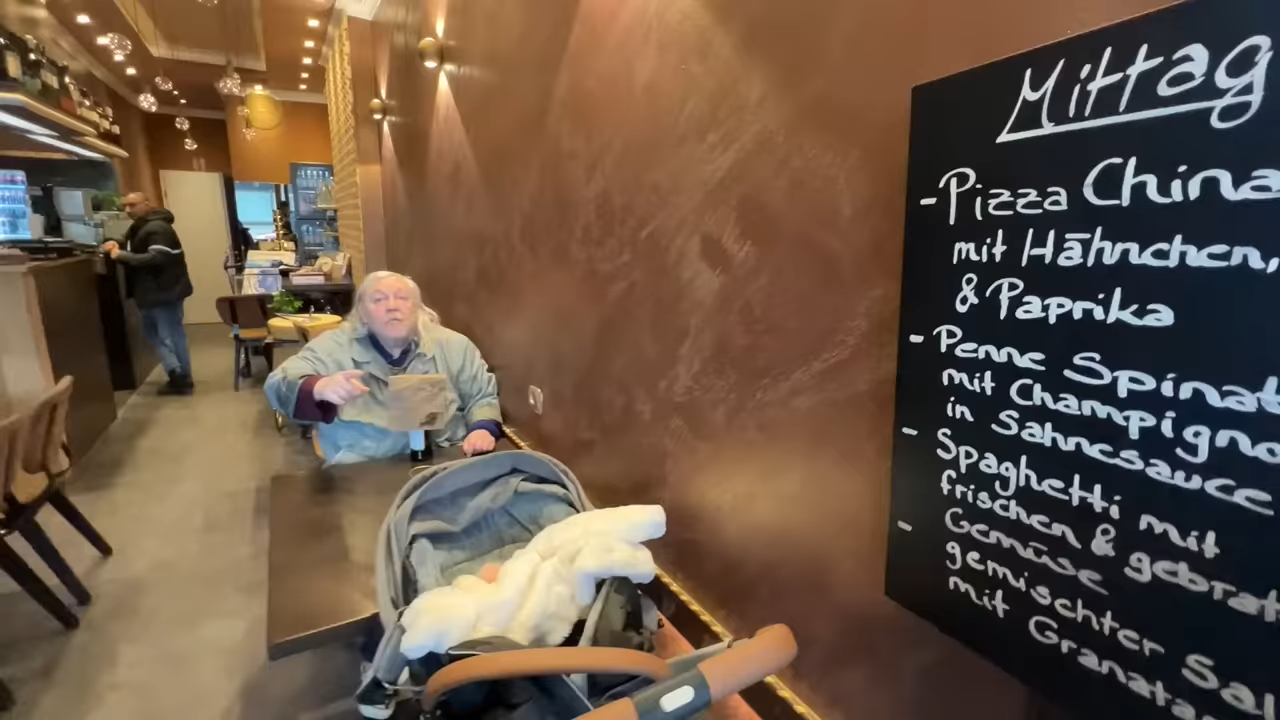 Mittag
- Pizza China
mit Hähnchen,
& Paprika
- Penne Spinat
mit Champigno
in Sahnesauce
- Spaghetti mit
frischen & gebrat
Gemüse
- gemischter Sal
mit Granata